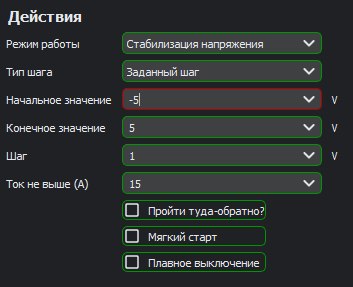 Действия
Режим работы Стабилизация напряжения
Тип шага Заданный шаг
Начальное значение -5 V
Конечное значение 5 V
Шаг 1 V
Ток не выше (А) 15
Пройти туда-обратно?
Мягкий старт
Плавное выключение